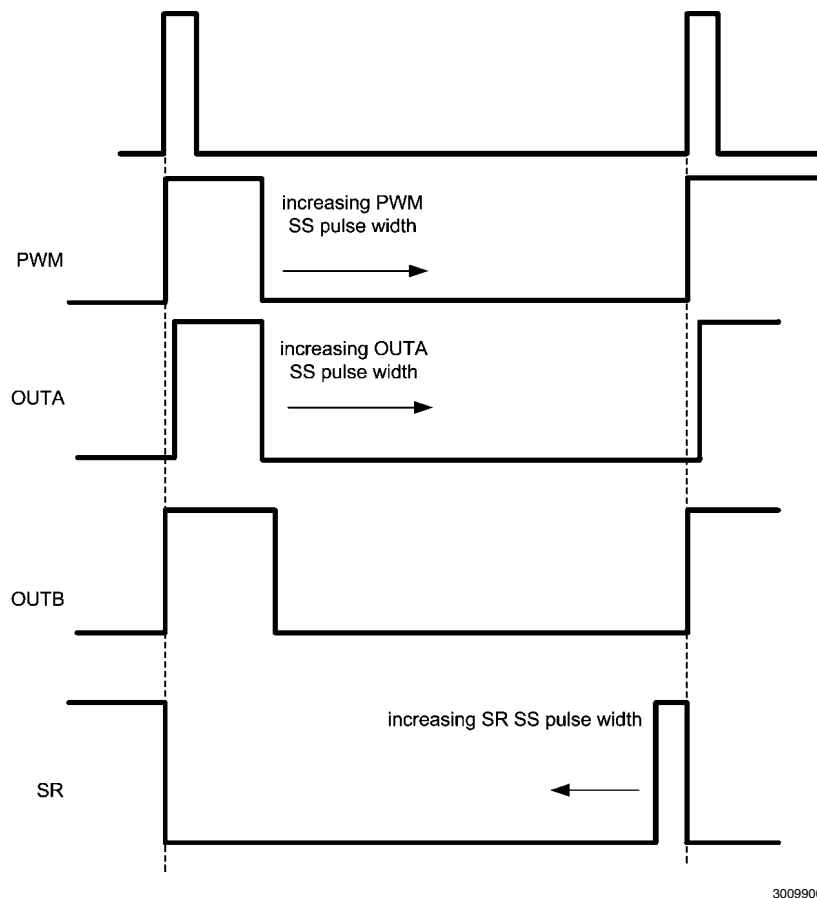 increasing PWM
SS pulse width
PWM
increasing OUTA
SS pulse width
OUTA
OUTB
increasing SR SS pulse width
SR